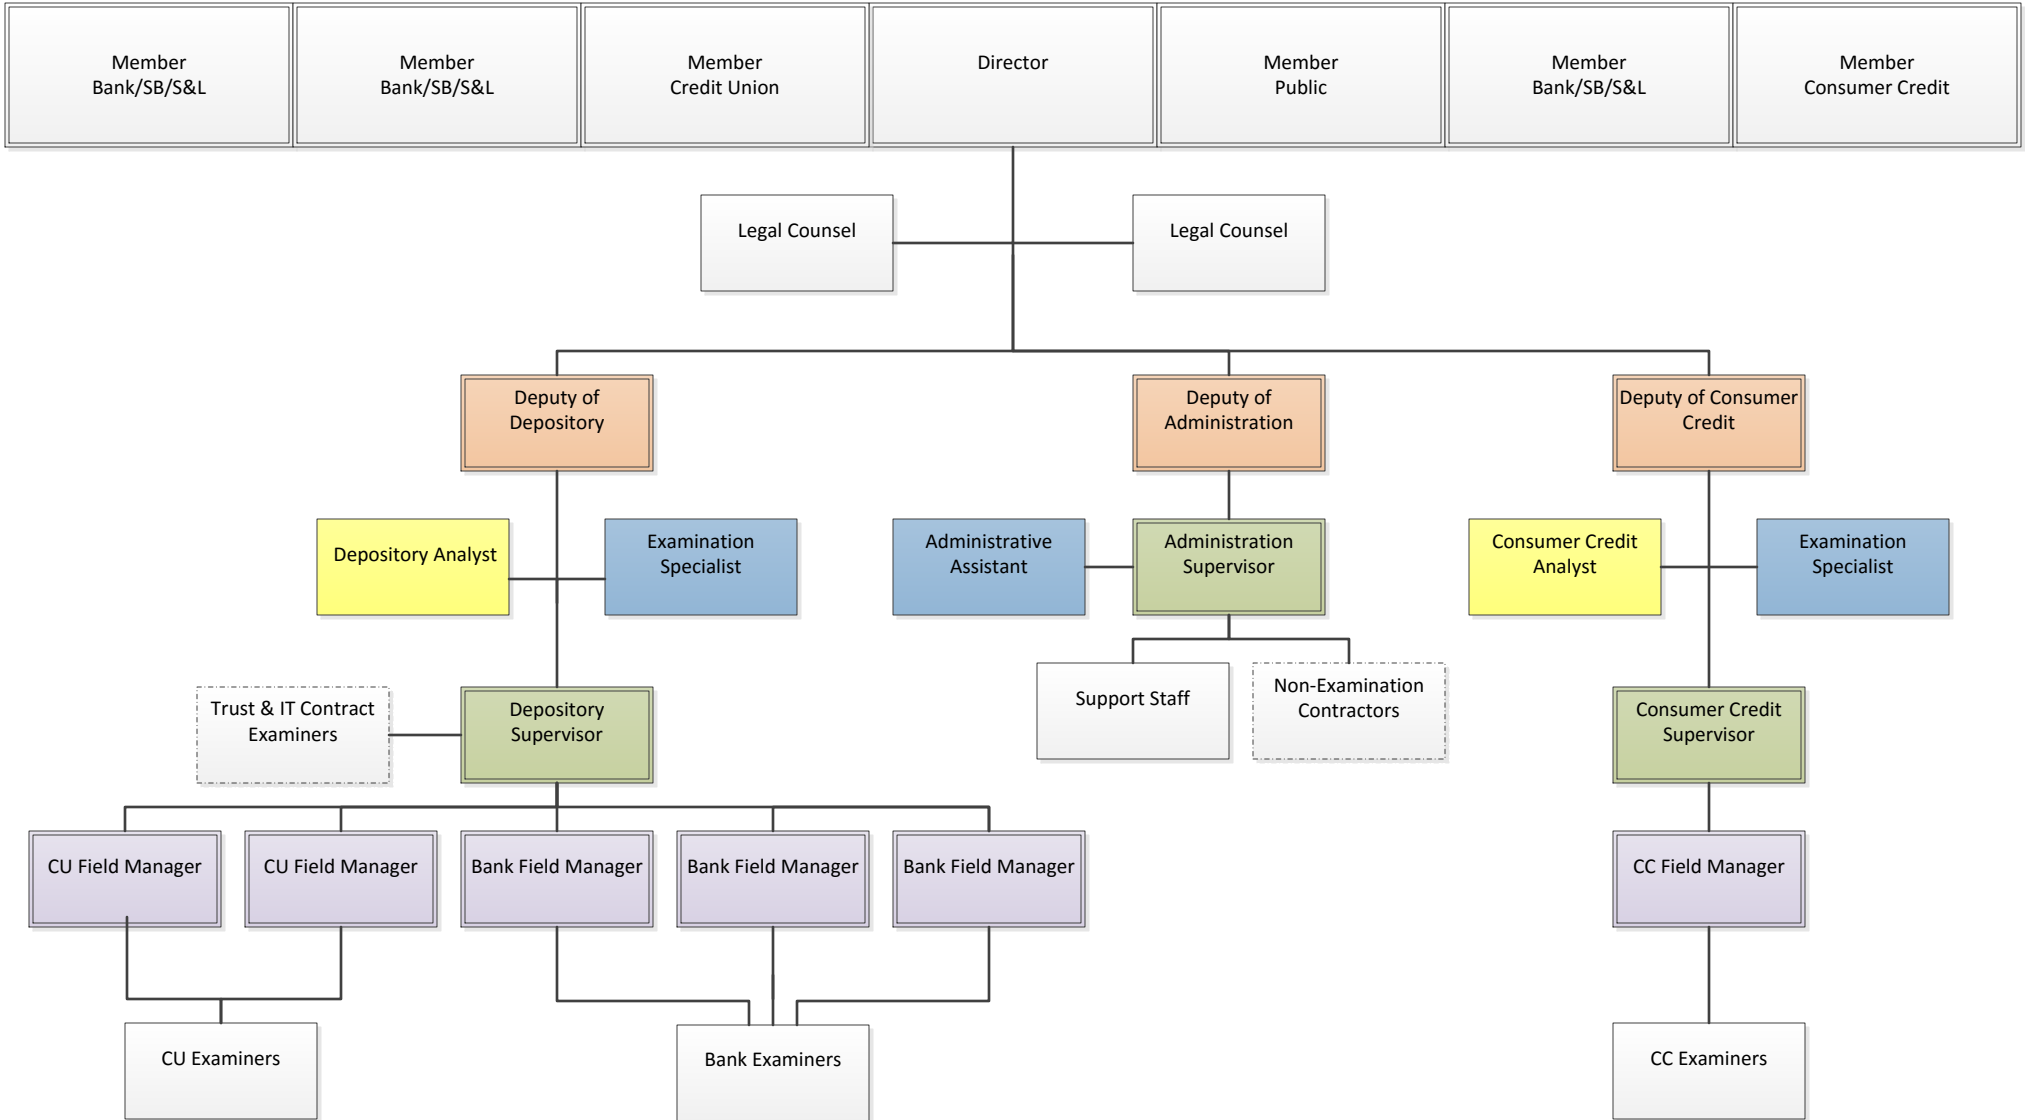 Member
Bank/SB/S&L
Member
Bank/SB/S&L
Member
Credit Union
Director
Member
Public
Member
Bank/SB/S&L
Member
Consumer Credit
Legal Counsel
Legal Counsel
Deputy of
Depository
Deputy of
Administration
Deputy of Consumer
Credit
Depository Analyst
Examination
Specialist
Administrative
Assistant
Administration
Supervisor
Consumer Credit
Analyst
Examination
Specialist
Trust & IT Contract
Examiners
Depository
Supervisor
Support Staff
Non-Examination
Contractors
Consumer Credit
Supervisor
CU Field Manager
CU Field Manager
Bank Field Manager
Bank Field Manager
Bank Field Manager
CC Field Manager
CU Examiners
Bank Examiners
CC Examiners